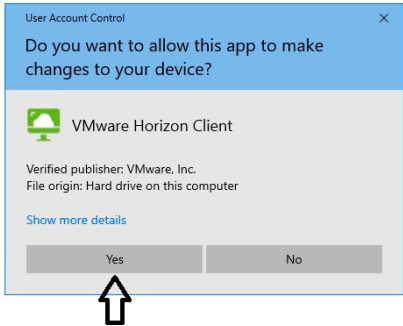 User Account Control
Do you want to allow this app to make
changes to your device?
VMware Horizon Client
Verified publisher: VMware, Inc.
File origin: Hard drive on this computer
Show more details
Yes
No